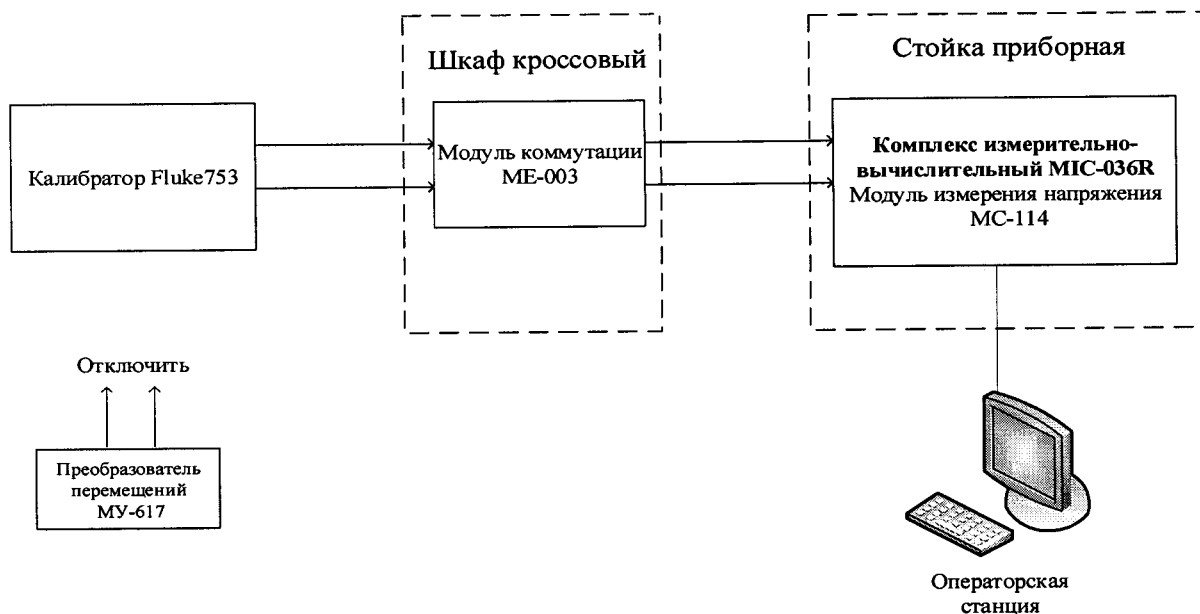 Шкаф кроссовый
Стойка приборная
Калибратор Fluke753
Модуль коммутации
МЕ-003
Комплекс измерительно-
вычислительный MIC-036R
Модуль измерения напряжения
МС-114
Отключить
Преобразователь
перемещений
МУ-617
Операторская
станция